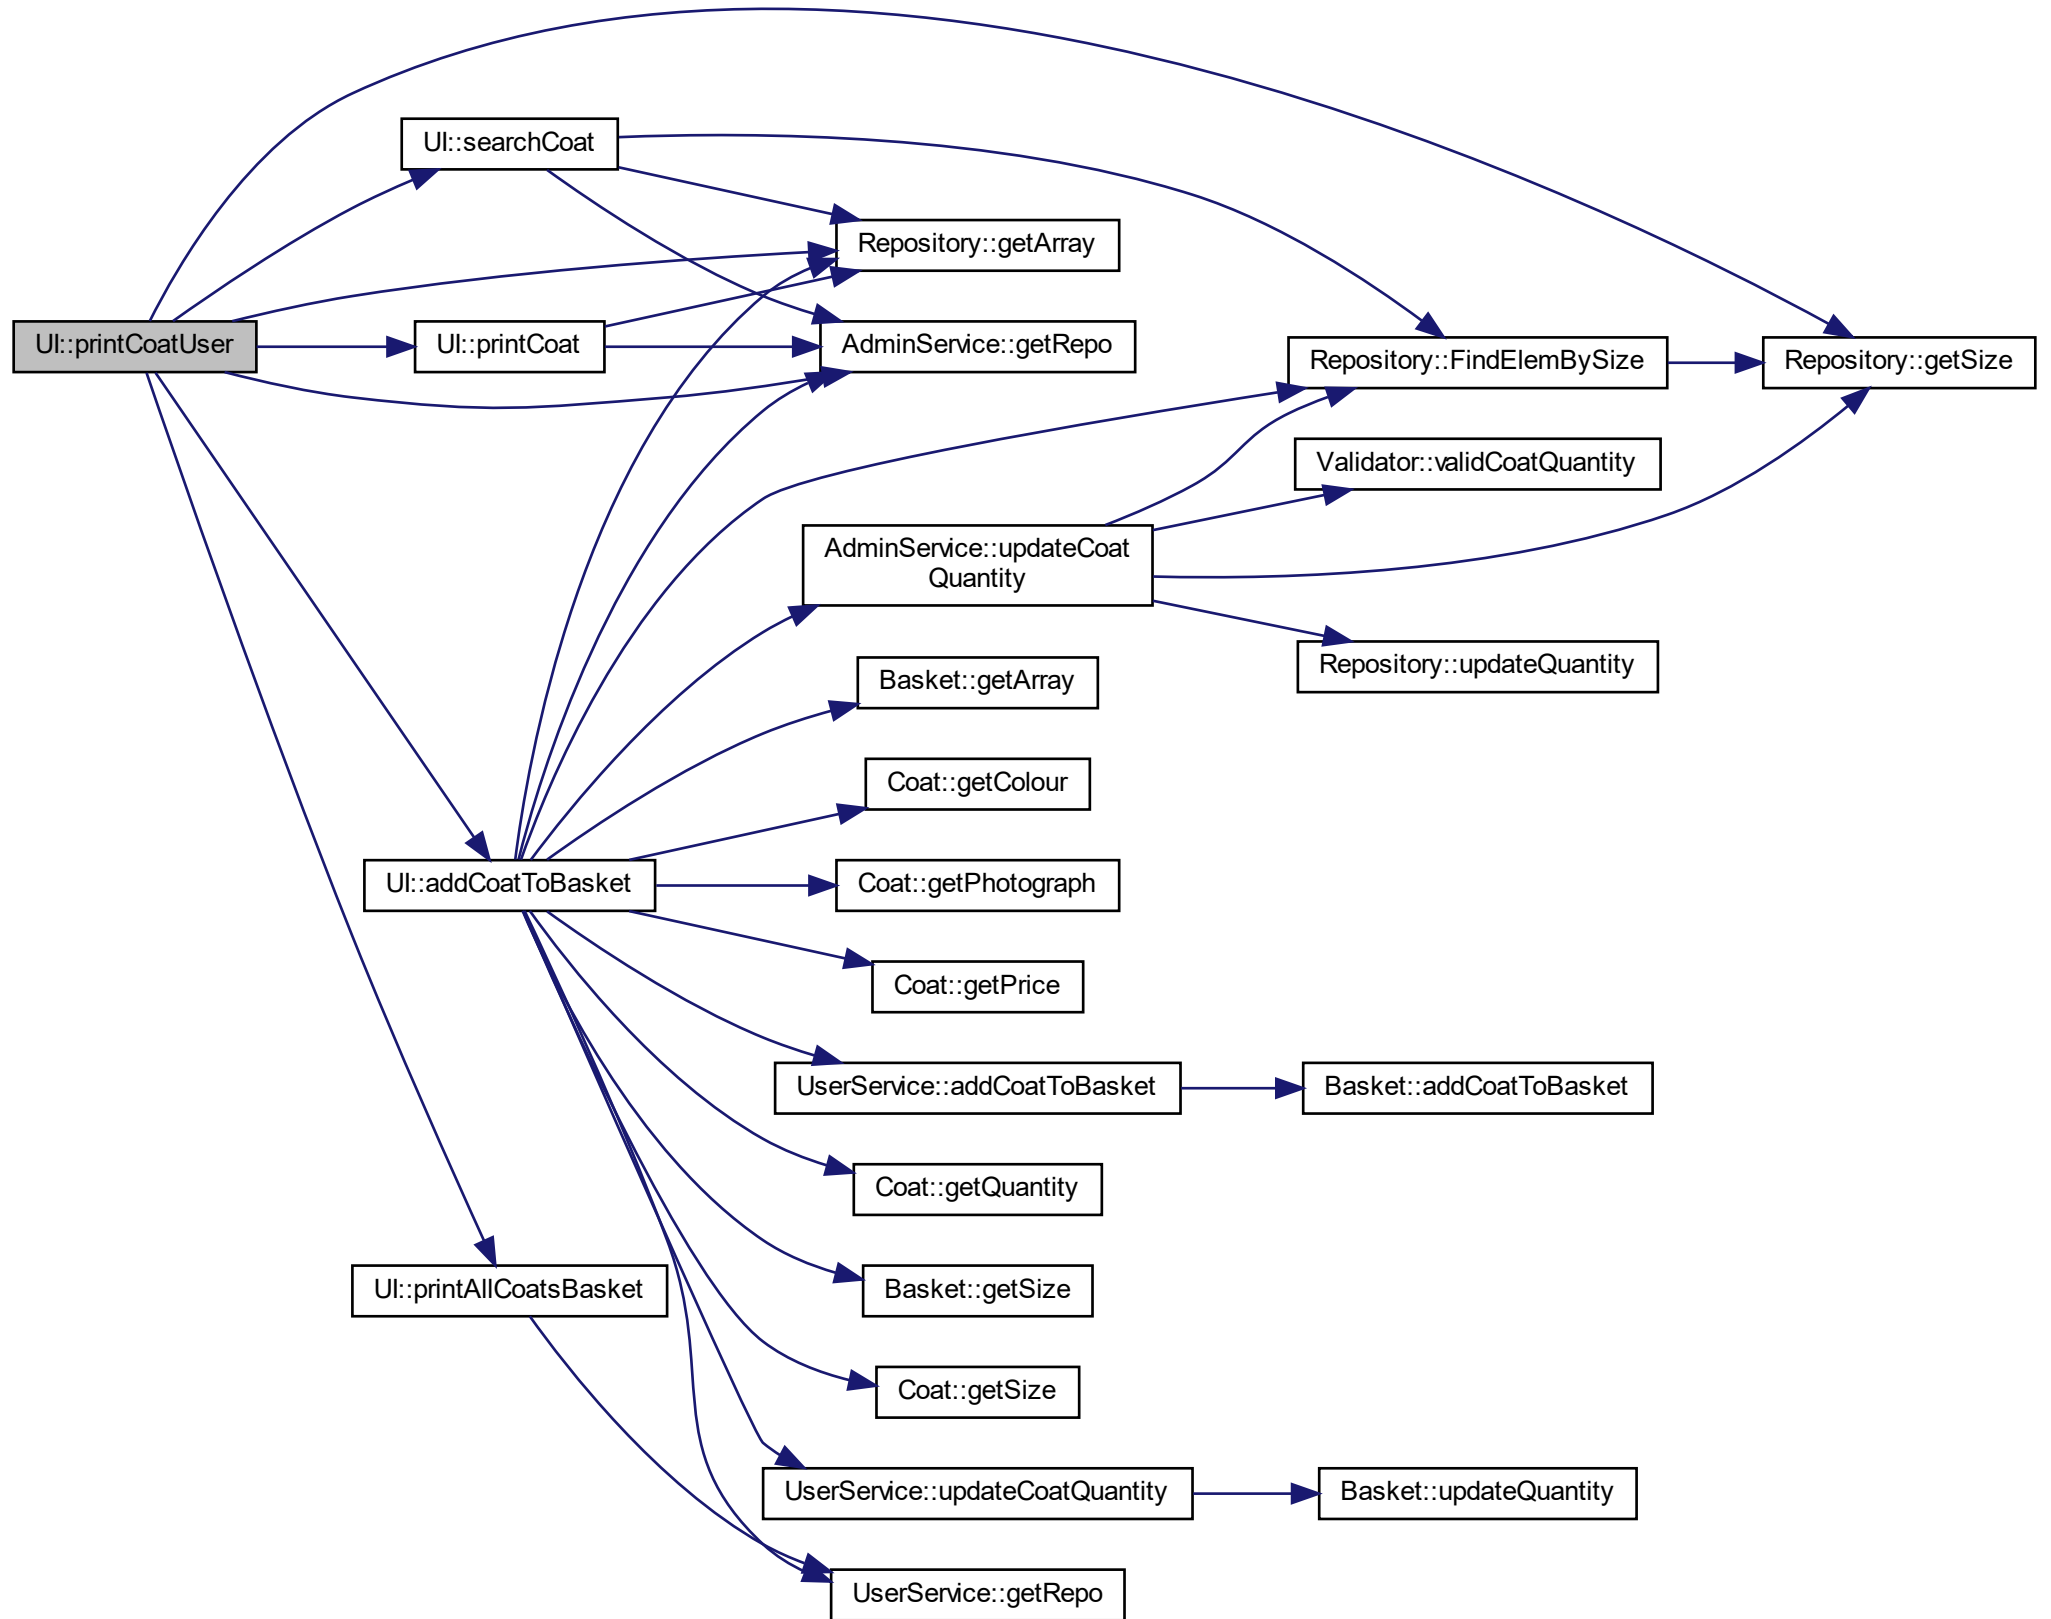 UI::searchCoat
Repository::getArray
UI::printCoatUser
UI::printCoat
AdminService::getRepo
Repository::FindElemBySize
Repository::getSize
Validator::validCoatQuantity
AdminService::updateCoat
Quantity
Repository::updateQuantity
Basket::getArray
Coat::getColour
UI::addCoatToBasket
Coat::getPhotograph
Coat::getPrice
UserService::addCoatToBasket
Basket::addCoatToBasket
Coat::getQuantity
UI::printAllCoatsBasket
Basket::getSize
Coat::getSize
UserService::updateCoatQuantity
Basket::updateQuantity
UserService::getRepo